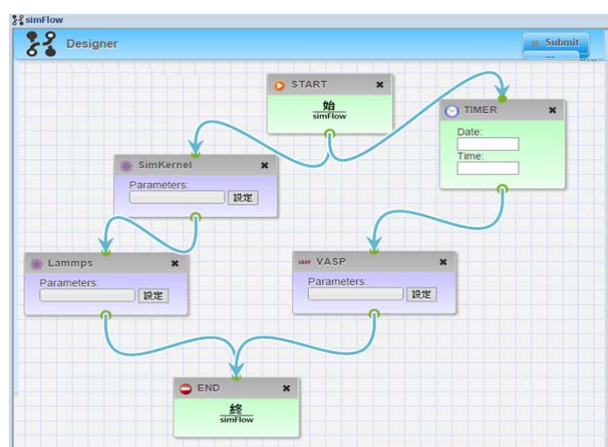 simFlow
Designer
Submit
START
始
simFlow
TIMER
Date:
Time:
SimKernel
Parameters:
設定
Lammps
Parameters:
設定
VASP VASP
Parameters:
設定
END
終
simFlow